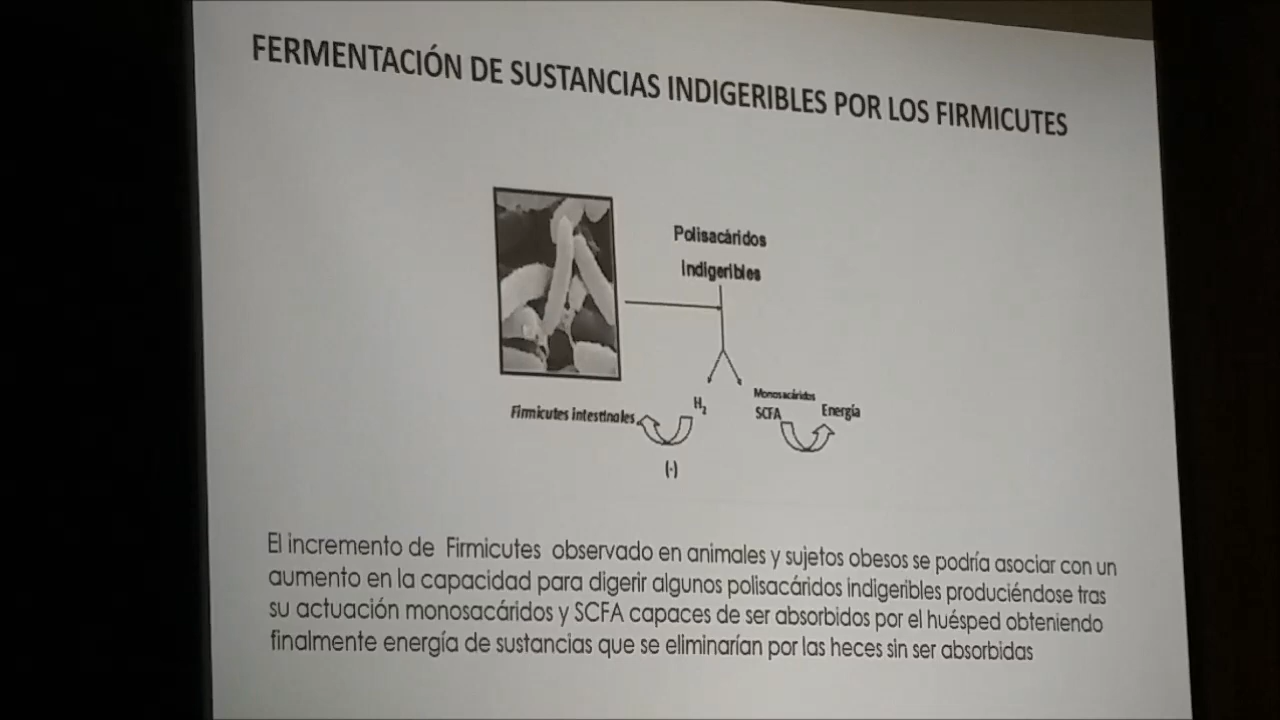 FERMENTACIÓN DE SUSTANCIAS INDIGERIBLES POR LOS FIRMICUTES
Polisacáridos
Indigeribles
Monosacáridos
H2
SCFA
Energía
Firmicutes intestinales
(-)
El incremento de Firmicutes observado en animales y sujetos obesos se podría asociar con un
aumento en la capacidad para digerir algunos polisacáridos indigeribles produciéndose tras
su actuación monosacáridos y SCFA capaces de ser absorbidos por el huésped obteniendo
finalmente energía de sustancias que se eliminarían por las heces sin ser absorbidas